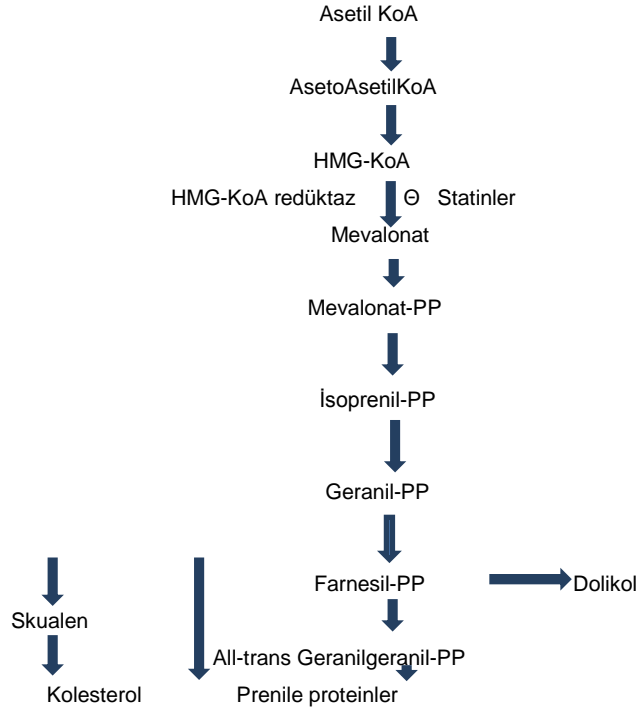 Asetil KoA
AsetoAsetilKoA
HMG-KoA
HMG-KoA redüktaz Θ Statinler
Mevalonat
Mevalonat-PP
İsoprenil-PP
Geranil-PP
Farnesil-PP Dolikol
Skualen
All-trans Geranilgeranil-PP
Kolesterol Prenile proteinler